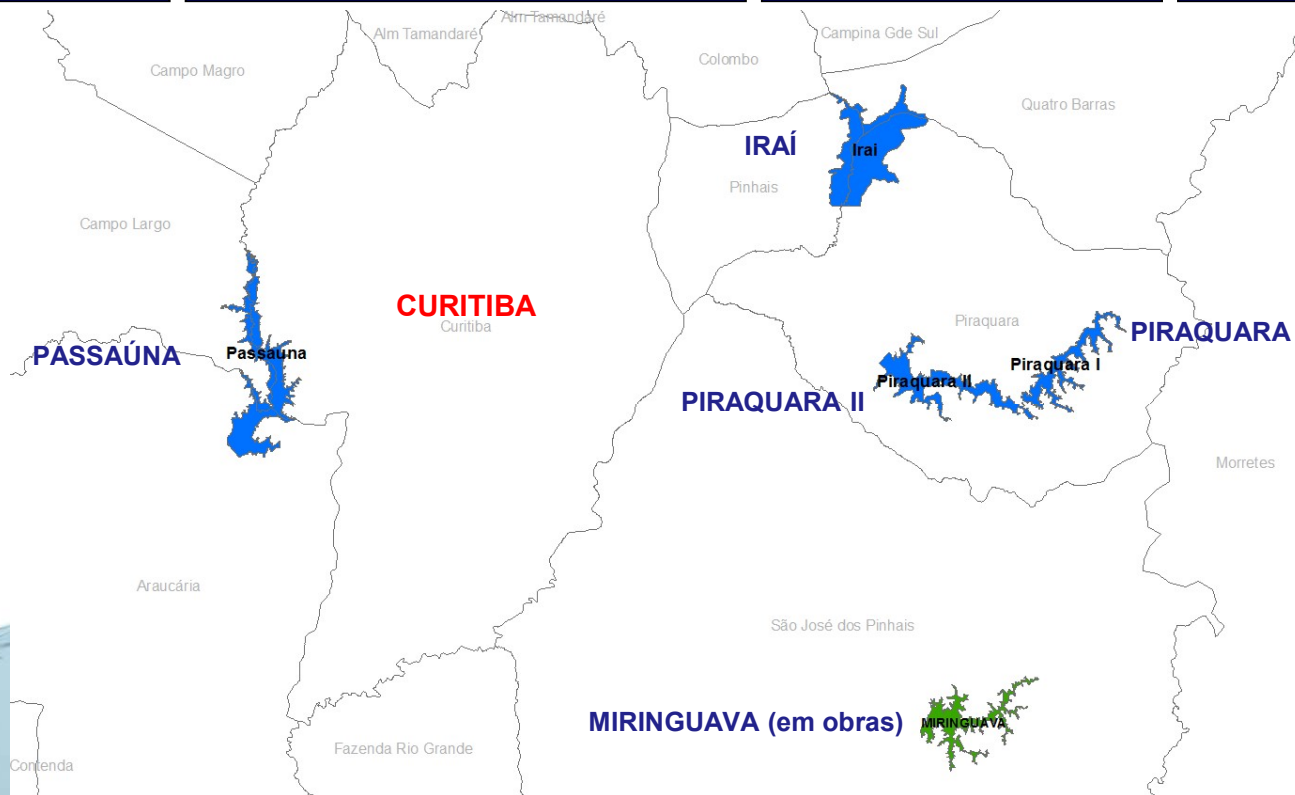 Alm Tamandaré
Alm Tamandaré
Campina Gde Sul
Colombo
Campo Magro
Quatro Barras
IRAÍ
Irai
Pinhais
Campo Largo
CURITIBA
Curitiba
Piraquara
PIRAQUARA
PASSAÚNA
Passauna
Piraquara I
Piraquara II
PIRAQUARA II
Morretes
Araucária
São José dos Pinhais
MIRINGUAVA (em obras)
MIRINGUAVA
Fazenda Rio Grande
Contenda